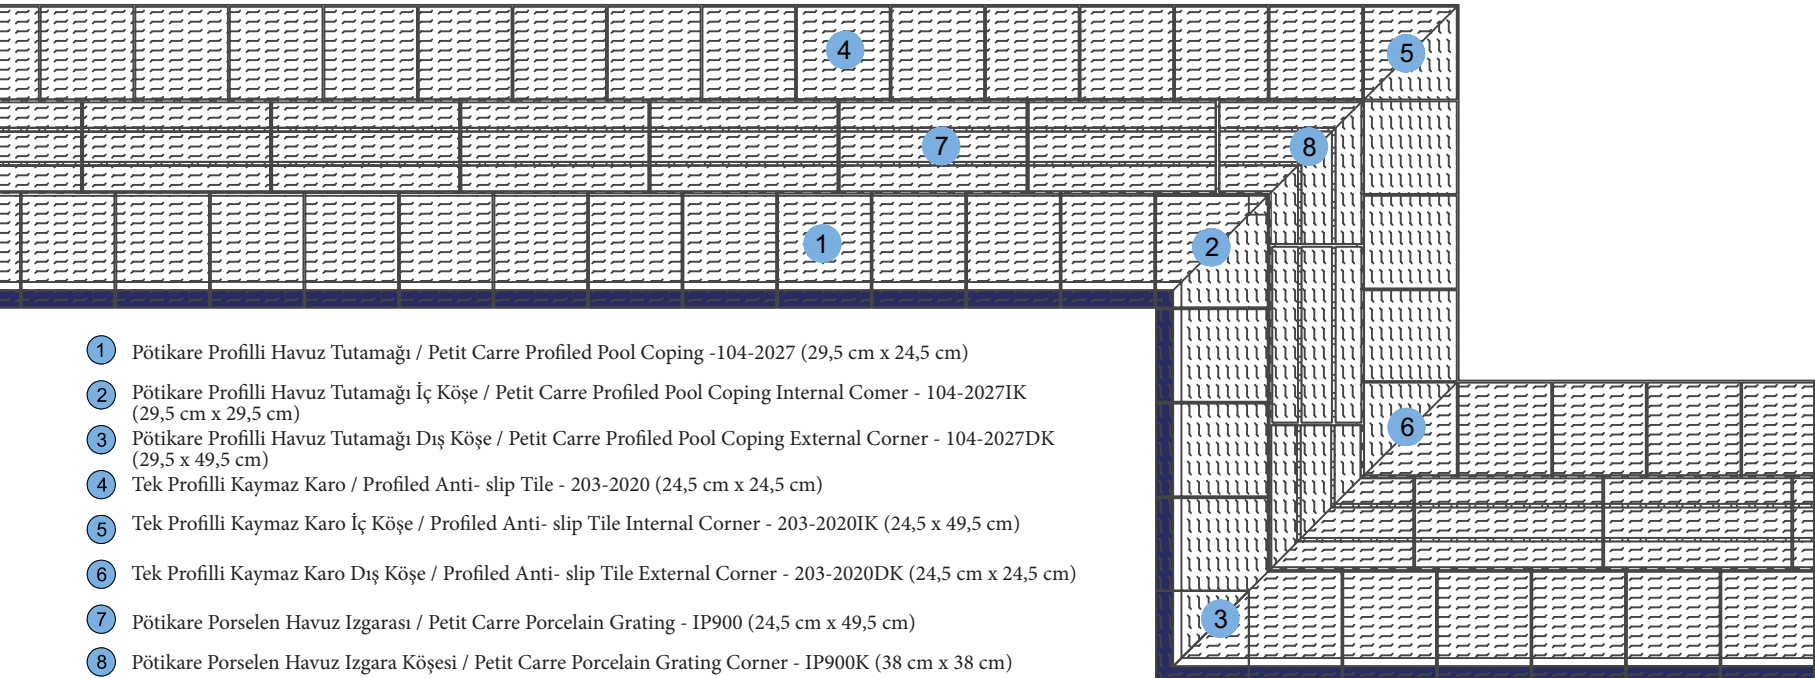 4
5
7
8
1
2
6
3
1 Pötikare Profilli Havuz Tutamağı / Petit Carre Profiled Pool Coping -104-2027 (29,5 cm x 24,5 cm)
2 Pötikare Profilli Havuz Tutamağı İç Köşe / Petit Carre Profiled Pool Coping Internal Comer - 104-2027IK
(29,5 cm x 29,5 cm)
3 Pötikare Profilli Havuz Tutamağı Dış Köşe / Petit Carre Profiled Pool Coping External Corner - 104-2027DK
(29,5 x 49,5 cm)
4 Tek Profilli Kaymaz Karo / Profiled Anti- slip Tile - 203-2020 (24,5 cm x 24,5 cm)
5 Tek Profilli Kaymaz Karo İç Köşe / Profiled Anti- slip Tile Internal Corner - 203-2020IK (24,5 x 49,5 cm)
6 Tek Profilli Kaymaz Karo Dış Köşe / Profiled Anti- slip Tile External Corner - 203-2020DK (24,5 cm x 24,5 cm)
7 Pötikare Porselen Havuz Izgarası / Petit Carre Porcelain Grating - IP900 (24,5 cm x 49,5 cm)
8 Pötikare Porselen Havuz Izgara Köşesi / Petit Carre Porcelain Grating Corner - IP900K (38 cm x 38 cm)